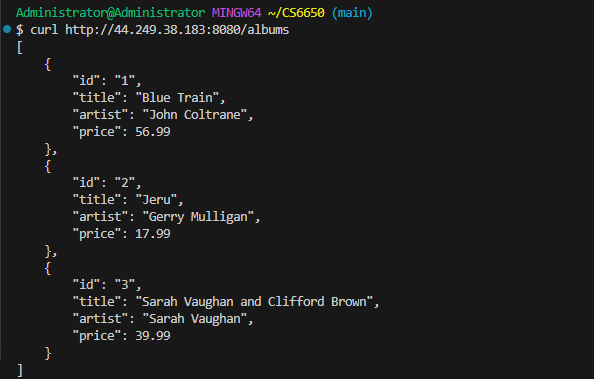 Administrator@Administrator MINGW64 ~/CS6650 (main)
$ curl http://44.249.38.183:8080/albums
[
    {
        "id": "1",
        "title": "Blue Train",
        "artist": "John Coltrane",
        "price": 56.99
    },
    {
        "id": "2",
        "title": "Jeru",
        "artist": "Gerry Mulligan",
        "price": 17.99
    },
    {
        "id": "3",
        "title": "Sarah Vaughan and Clifford Brown",
        "artist": "Sarah Vaughan",
        "price": 39.99
    }
]